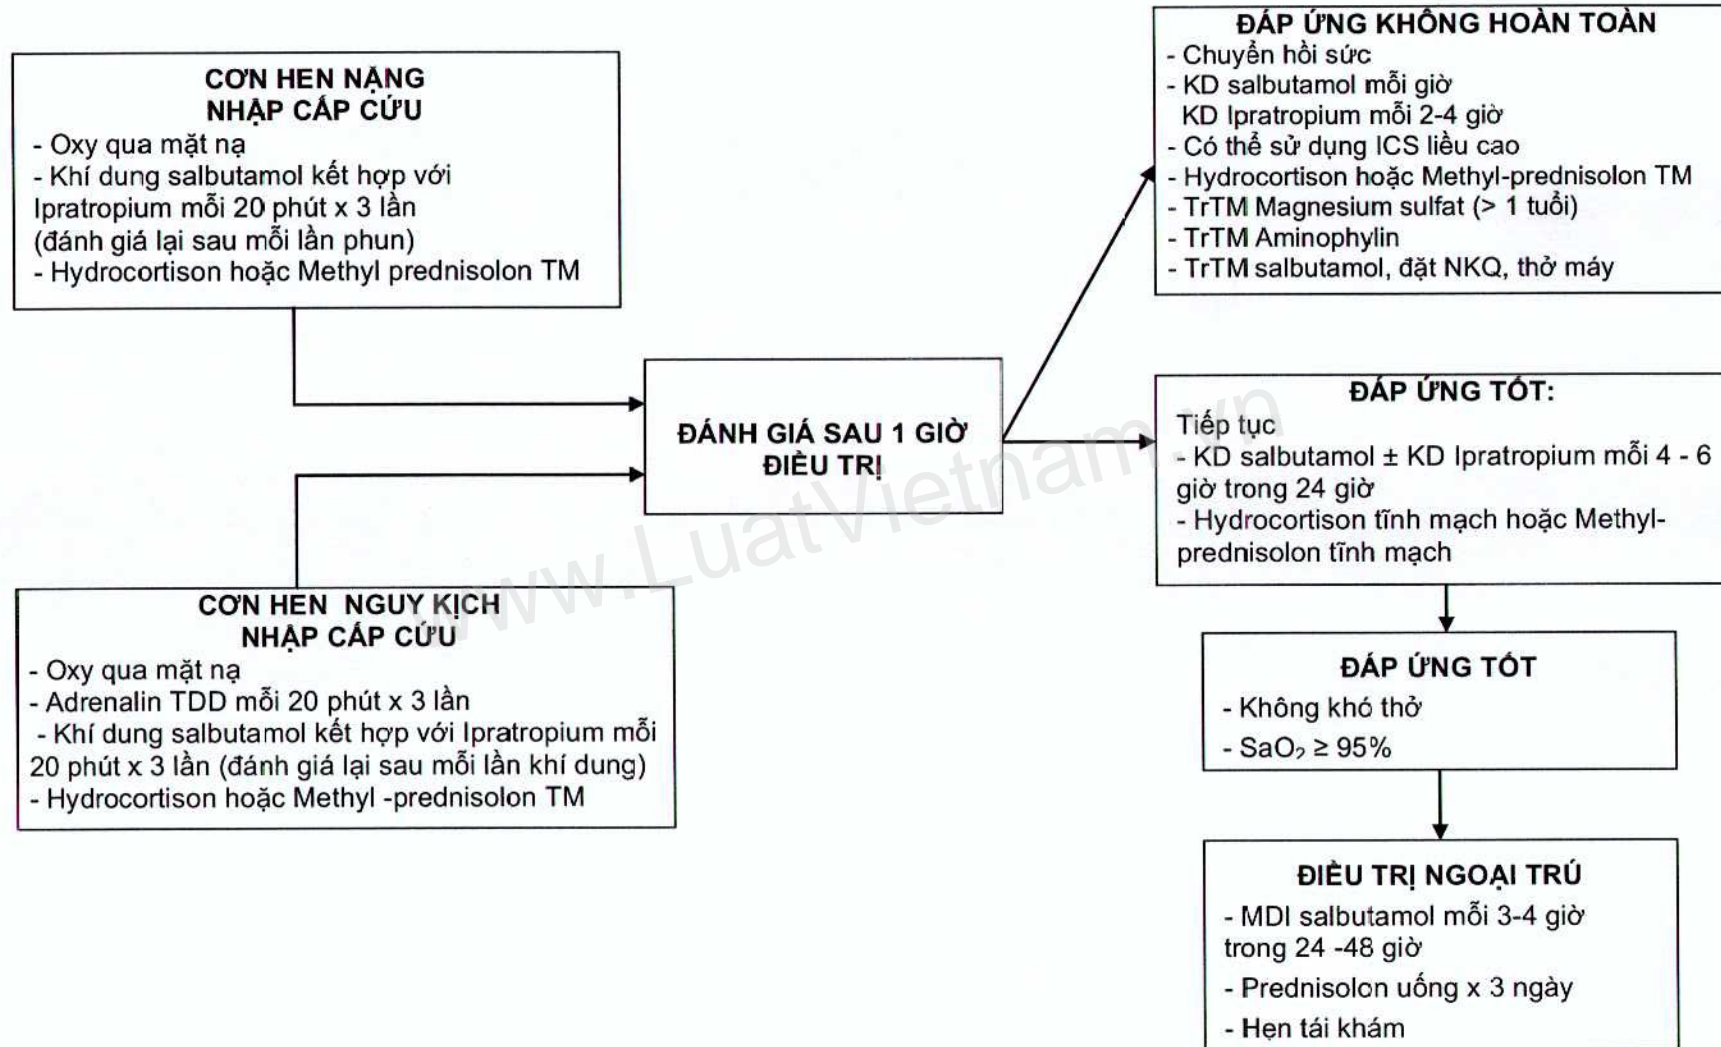 CƠN HEN NẶNG
NHẬP CẤP CỨU
- Oxy qua mặt nạ
- Khí dung salbutamol kết hợp với
Ipratropium mỗi 20 phút x 3 lần
(đánh giá lại sau mỗi lần phun)
- Hydrocortison hoặc Methyl prednisolon TM
CƠN HEN NGUY KỊCH
NHẬP CẤP CỨU
- Oxy qua mặt nạ
- Adrenalin TDD mỗi 20 phút x 3 lần
- Khí dung salbutamol kết hợp với Ipratropium mỗi
20 phút x 3 lần (đánh giá lại sau mỗi lần khí dung)
- Hydrocortison hoặc Methyl -prednisolon TM
ĐÁNH GIÁ SAU 1 GIỜ
ĐIỀU TRỊ
ĐÁP ỨNG KHÔNG HOÀN TOÀN
- Chuyển hồi sức
- KD salbutamol mỗi giờ
KD Ipratropium mỗi 2-4 giờ
- Có thể sử dụng ICS liều cao
- Hydrocortison hoặc Methyl-prednisolon TM
- TrTM Magnesium sulfat (> 1 tuổi)
- TrTM Aminophylin
- TrTM salbutamol, đặt NKQ, thở máy
ĐÁP ỨNG TỐT:
Tiếp tục
- KD salbutamol ± KD Ipratropium mỗi 4 - 6
giờ trong 24 giờ
- Hydrocortison tĩnh mạch hoặc Methyl-
prednisolon tĩnh mạch
ĐÁP ỨNG TỐT
- Không khó thở
- SaO₂ ≥ 95%
ĐIỀU TRỊ NGOẠI TRÚ
- MDI salbutamol mỗi 3-4 giờ
trong 24 -48 giờ
- Prednisolon uống x 3 ngày
- Hẹn tái khám
www.LuatVietnam.vn